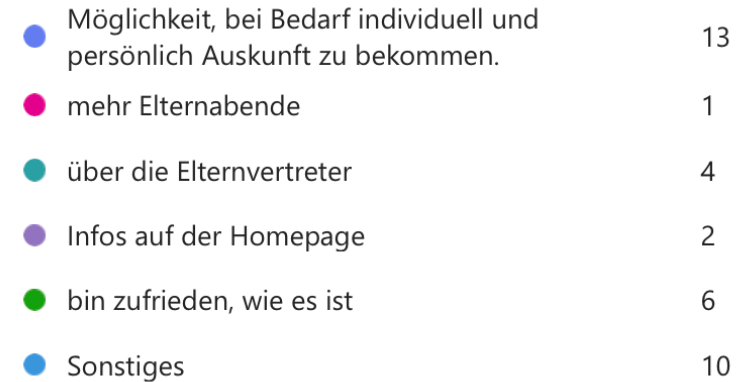 Möglichkeit, bei Bedarf individuell und
persönlich Auskunft zu bekommen. 13
mehr Elternabende 1
über die Elternvertreter 4
Infos auf der Homepage 2
bin zufrieden, wie es ist 6
Sonstiges 10